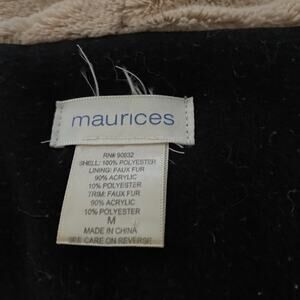 maurices
RN# 90932
SHELL: 100% POLYESTER
LINING: FAUX FUR
90% ACRYLIC
10% POLYESTER
TRIM: FAUX FUR
90% ACRYLIC
10% POLYESTER
M
MADE IN CHINA
SEE CARE ON REVERSE